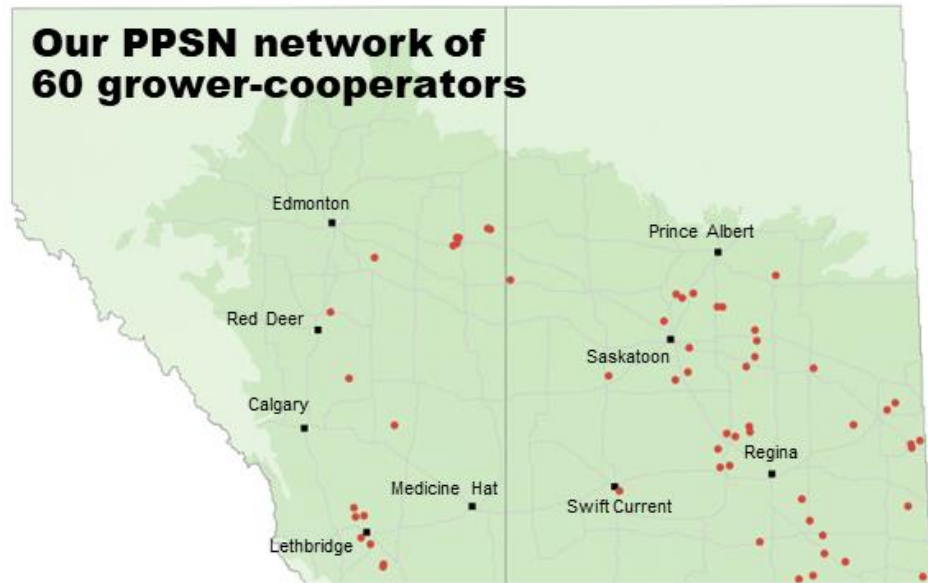 Our PPSN network of
60 grower-cooperators
Edmonton
Prince Albert
Red Deer
Saskatoon
Calgary
Regina
Medicine Hat
Swift Current
Lethbridge